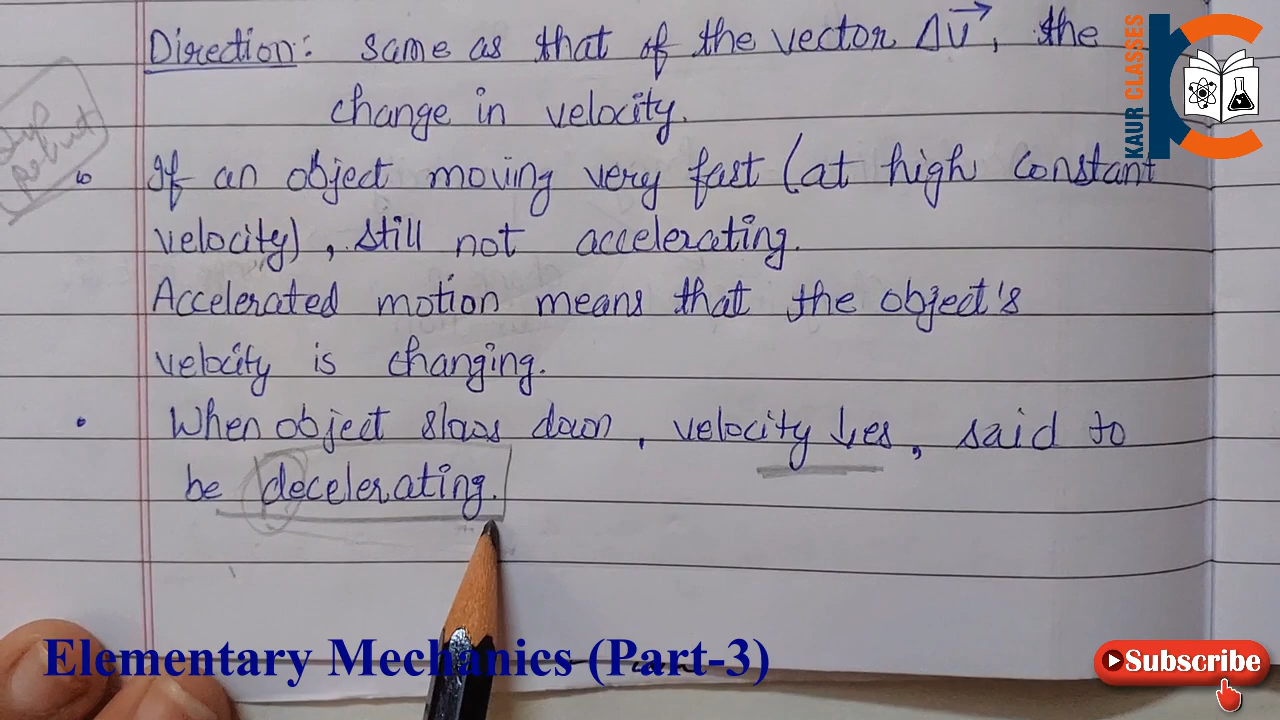 Direction: same as that of the vector Δv⃗, the
change in velocity.
If an object moving very fast (at high constant
velocity), still not accelerating.
Accelerated motion means that the object's
velocity is changing.
• When object slows down, velocity ↓es, said to
be decelerating.
Elementary Mechanics (Part-3)
KAUR CLASSES
Subscribe